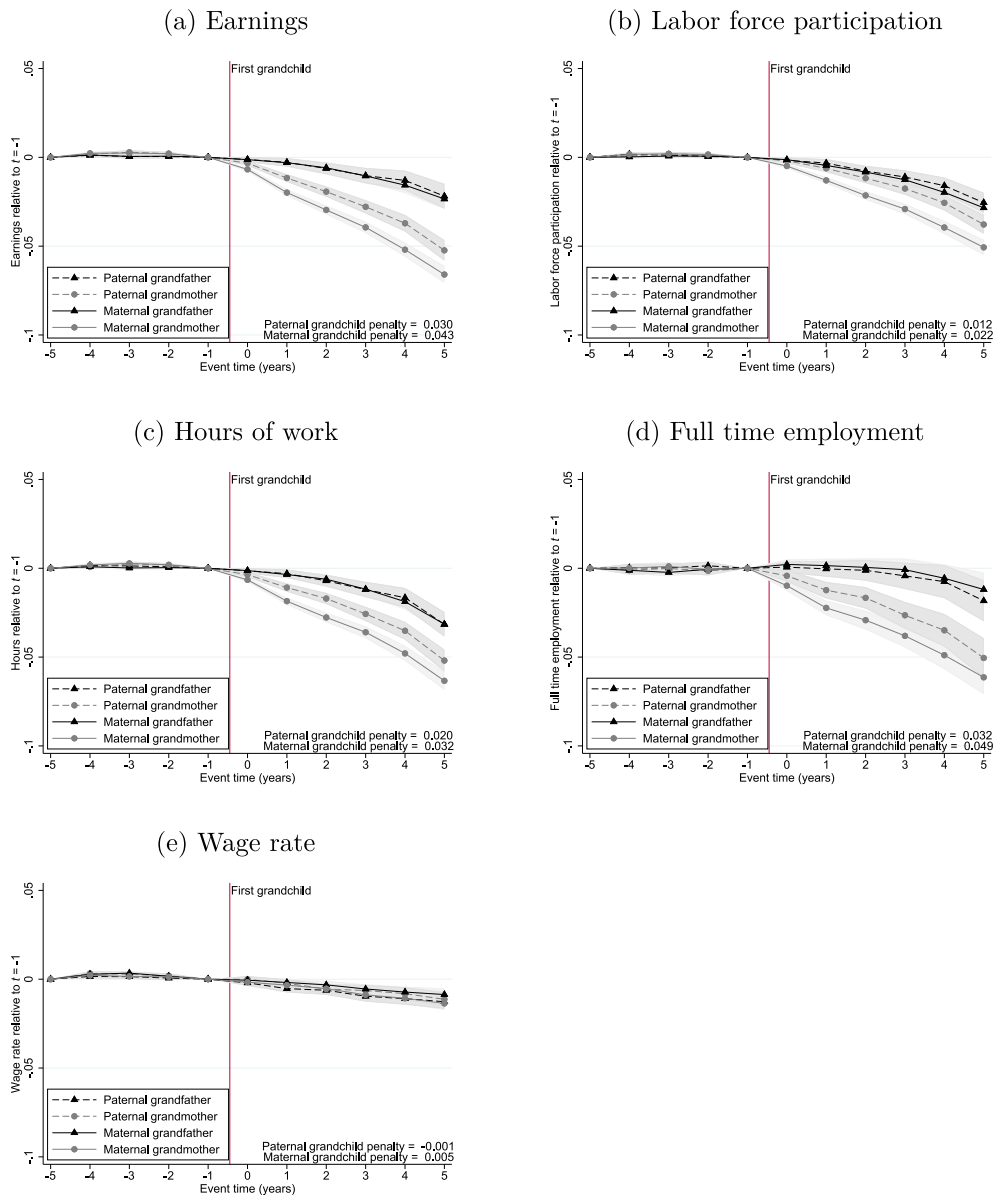 (a) Earnings
Earnings relative to t = -1
.05
0
-.05
-.1
First grandchild
Paternal grandfather
Paternal grandmother
Maternal grandfather
Maternal grandmother
Paternal grandchild penalty = 0.030
Maternal grandchild penalty = 0.043
-5 -4 -3 -2 -1 0 1 2 3 4 5
Event time (years)
(b) Labor force participation
Labor force participation relative to t = -1
.05
0
-.05
-.1
First grandchild
Paternal grandfather
Paternal grandmother
Maternal grandfather
Maternal grandmother
Paternal grandchild penalty = 0.012
Maternal grandchild penalty = 0.022
-5 -4 -3 -2 -1 0 1 2 3 4 5
Event time (years)
(c) Hours of work
Hours relative to t = -1
.05
0
-.05
-.1
First grandchild
Paternal grandfather
Paternal grandmother
Maternal grandfather
Maternal grandmother
Paternal grandchild penalty = 0.020
Maternal grandchild penalty = 0.032
-5 -4 -3 -2 -1 0 1 2 3 4 5
Event time (years)
(d) Full time employment
Full time employment relative to t = -1
.05
0
-.05
-.1
First grandchild
Paternal grandfather
Paternal grandmother
Maternal grandfather
Maternal grandmother
Paternal grandchild penalty = 0.032
Maternal grandchild penalty = 0.049
-5 -4 -3 -2 -1 0 1 2 3 4 5
Event time (years)
(e) Wage rate
Wage rate relative to t = -1
.05
0
-.05
-.1
First grandchild
Paternal grandfather
Paternal grandmother
Maternal grandfather
Maternal grandmother
Paternal grandchild penalty = -0.001
Maternal grandchild penalty = 0.005
-5 -4 -3 -2 -1 0 1 2 3 4 5
Event time (years)